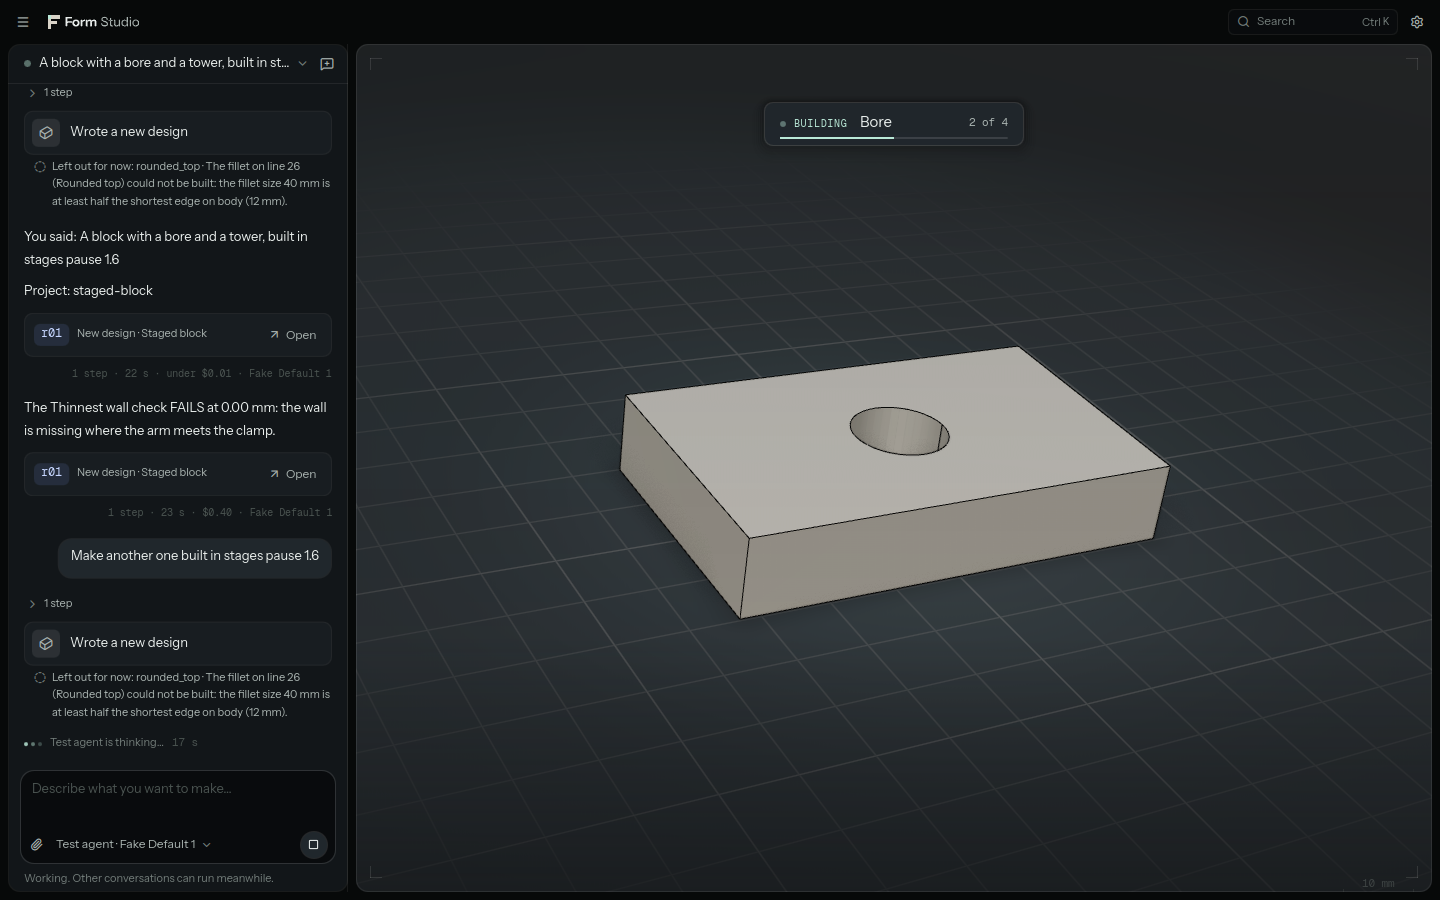 Form Studio
Search
Ctrl K
A block with a bore and a tower, built in st...
1 step
Wrote a new design
Left out for now: rounded_top · The fillet on line 26
(Rounded top) could not be built: the fillet size 40 mm is
at least half the shortest edge on body (12 mm).
You said: A block with a bore and a tower, built in
stages pause 1.6
Project: staged-block
r01 New design · Staged block Open
1 step · 22 s · under $0.01 · Fake Default 1
The Thinnest wall check FAILS at 0.00 mm: the wall
is missing where the arm meets the clamp.
r01 New design · Staged block Open
1 step · 23 s · $0.40 · Fake Default 1
Make another one built in stages pause 1.6
1 step
Wrote a new design
Left out for now: rounded_top · The fillet on line 26
(Rounded top) could not be built: the fillet size 40 mm is
at least half the shortest edge on body (12 mm).
Test agent is thinking... 17 s
Describe what you want to make...
Test agent · Fake Default 1
Working. Other conversations can run meanwhile.
BUILDING Bore 2 of 4
10 mm